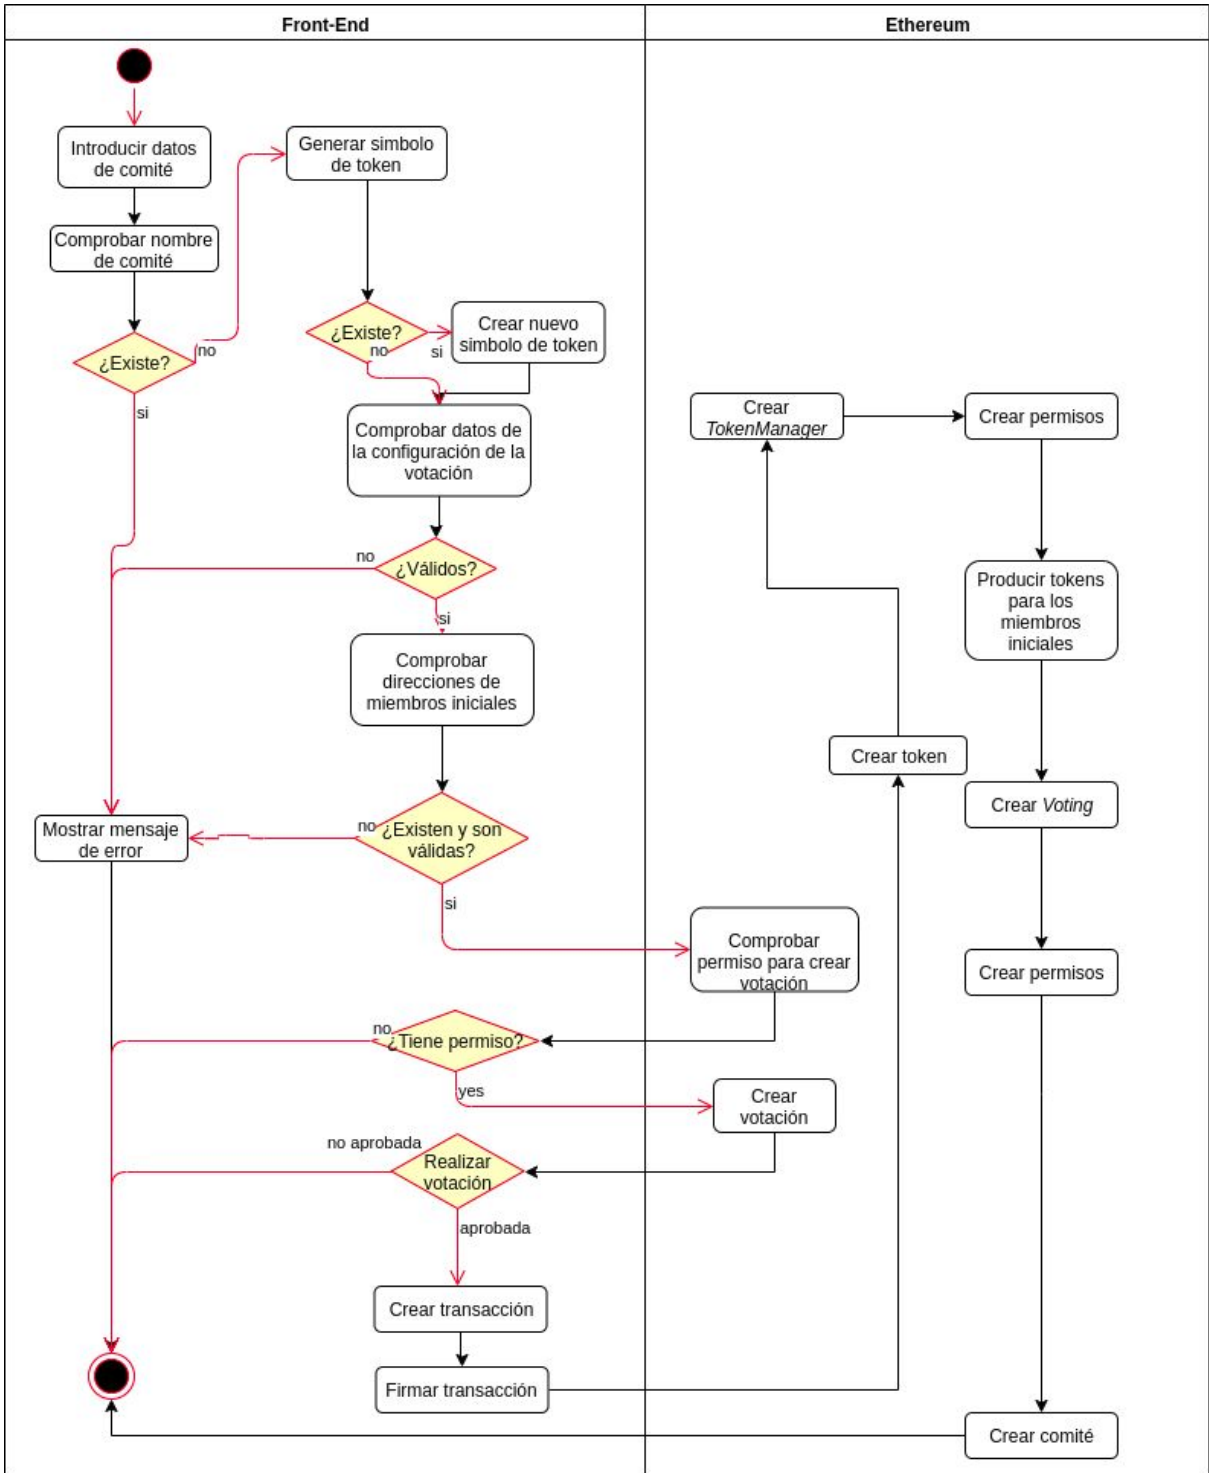 Front-End
Ethereum
Introducir datos
de comité
Generar simbolo
de token
Comprobar nombre
de comité
¿Existe?
no
si
¿Existe?
no
si
Crear nuevo
simbolo de token
Comprobar datos de
la configuración de la
votación
¿Válidos?
no
si
Comprobar
direcciones de
miembros iniciales
¿Existen y son
válidas?
no
si
Mostrar mensaje
de error
Comprobar
permiso para crear
votación
¿Tiene permiso?
no
yes
Crear
votación
Realizar
votación
no aprobada
aprobada
Crear transacción
Firmar transacción
Crear token
Crear
TokenManager
Crear permisos
Producir tokens
para los
miembros
iniciales
Crear Voting
Crear permisos
Crear comité